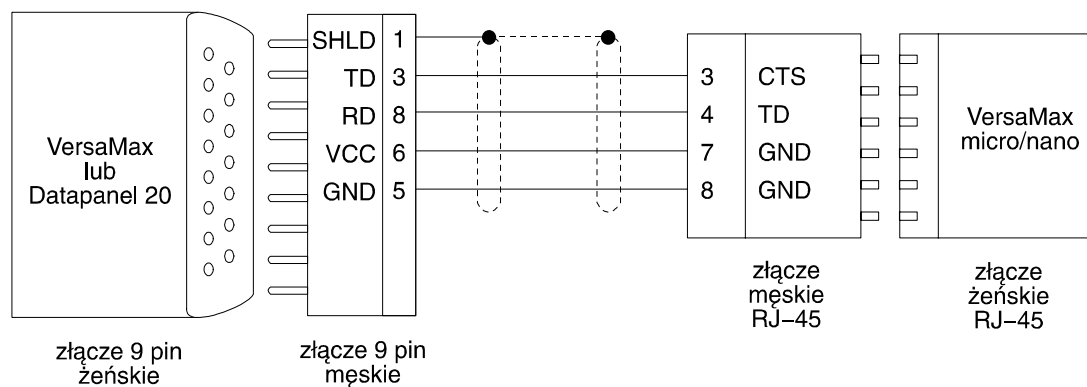 VersaMax
lub
Datapanel 20
SHLD 1
TD 3
RD 8
VCC 6
GND 5
3 CTS
4 TD
7 GND
8 GND
VersaMax
micro/nano
złącze 9 pin
żeńskie
złącze 9 pin
męskie
złącze
męskie
RJ-45
złącze
żeńskie
RJ-45